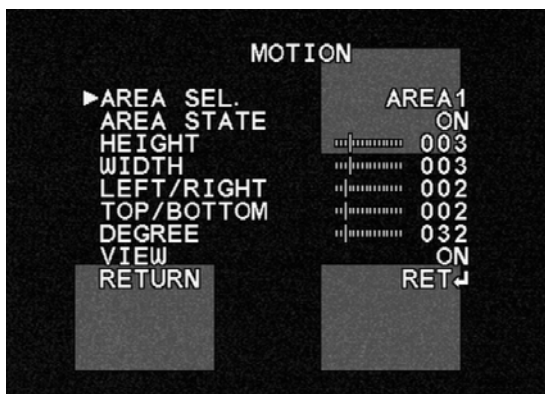 MOTION
►AREA SEL. AREA1
AREA STATE ON
HEIGHT 003
WIDTH 003
LEFT/RIGHT 002
TOP/BOTTOM 002
DEGREE 032
VIEW ON
RETURN RET↲